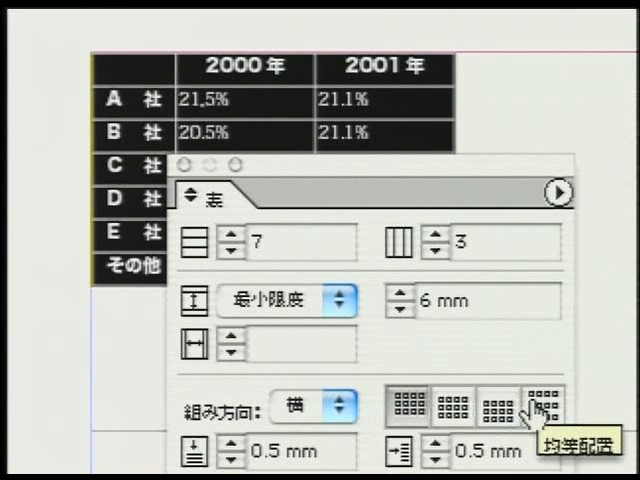 2000年 2001年
A 社 21.5% 21.1%
B 社 20.5% 21.1%
C 社
D 社
E 社
その他
表
7 3
最小限度 6 mm
組み方向: 横
0.5 mm 0.5 mm
均等配置